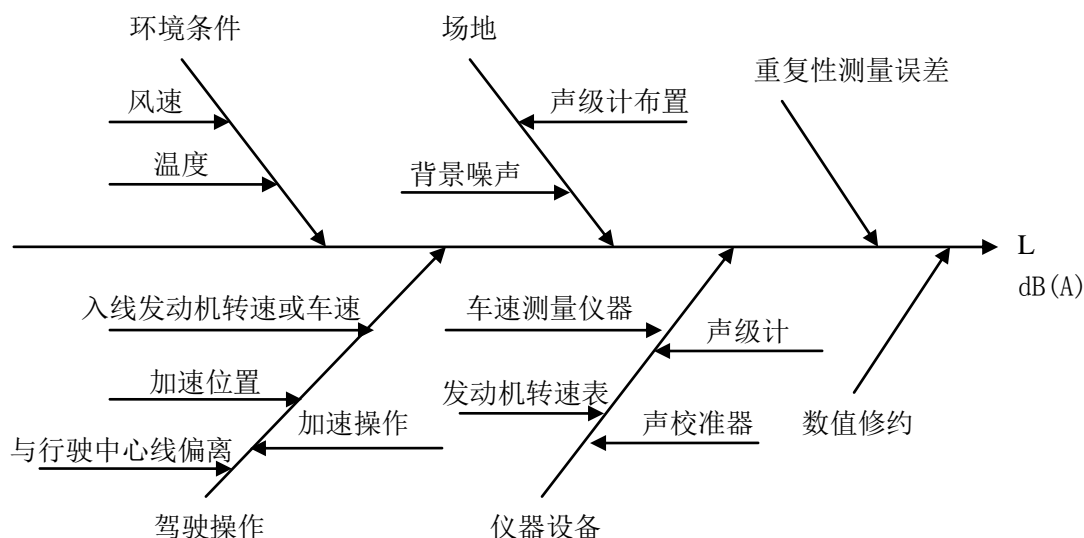 环境条件
场地
重复性测量误差
风速
声级计布置
温度
背景噪声
L
dB(A)
入线发动机转速或车速
车速测量仪器
声级计
加速位置
发动机转速表
加速操作
声校准器
数值修约
与行驶中心线偏离
驾驶操作
仪器设备